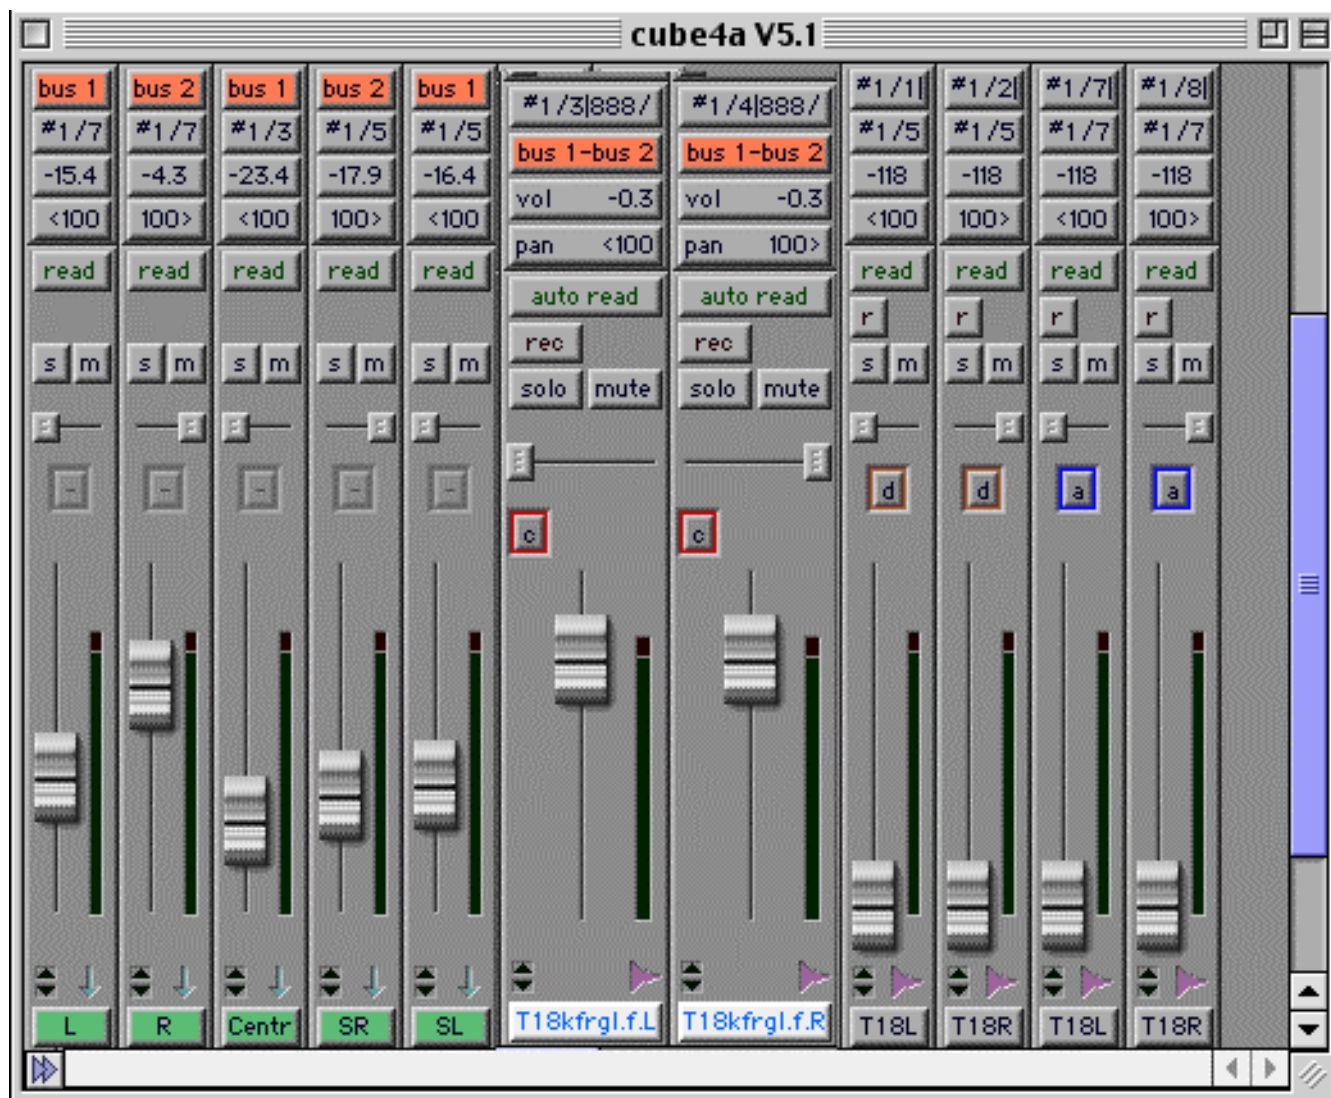 cube4a V5.1
bus 1 bus 2 bus 1 bus 2 bus 1 #1/3|888/ #1/4|888/ #1/1| #1/2| #1/7| #1/8|
#1/7 #1/7 #1/3 #1/5 #1/5 bus 1-bus 2 bus 1-bus 2 #1/5 #1/5 #1/7 #1/7
-15.4 -4.3 -23.4 -17.9 -16.4 vol -0.3 vol -0.3 -118 -118 -118 -118
<100 100> <100 100> <100 pan <100 pan 100> <100 100> <100 100>
read read read read read auto read auto read read read read read
rec rec r r r r
s m s m s m s m s m solo mute solo mute s m s m s m s m
- - - - - c c d d a a
L R Centr SR SL T18kfrgl.f.L T18kfrgl.f.R T18L T18R T18L T18R